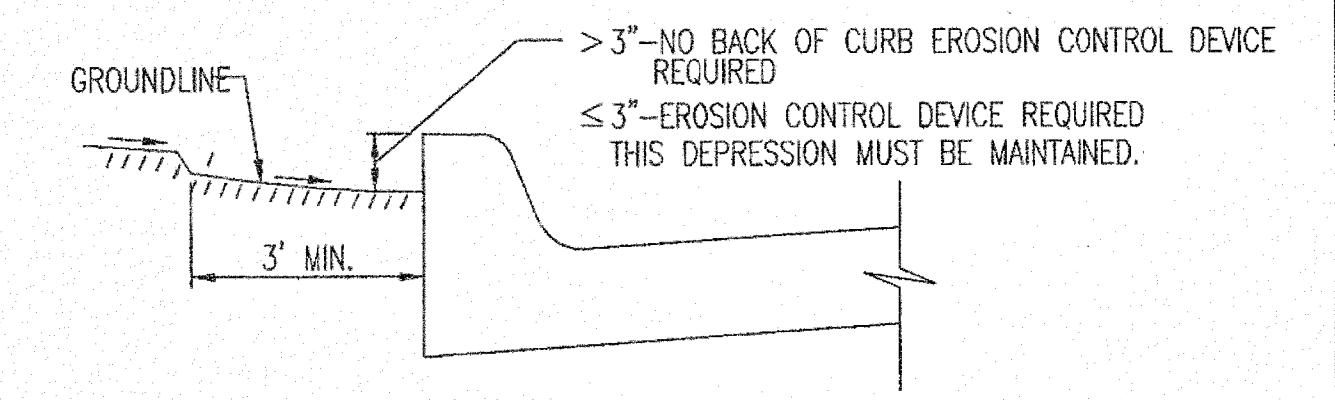 > 3"-NO BACK OF CURB EROSION CONTROL DEVICE
REQUIRED
GROUNDLINE
≤ 3"-EROSION CONTROL DEVICE REQUIRED
THIS DEPRESSION MUST BE MAINTAINED.
3' MIN.